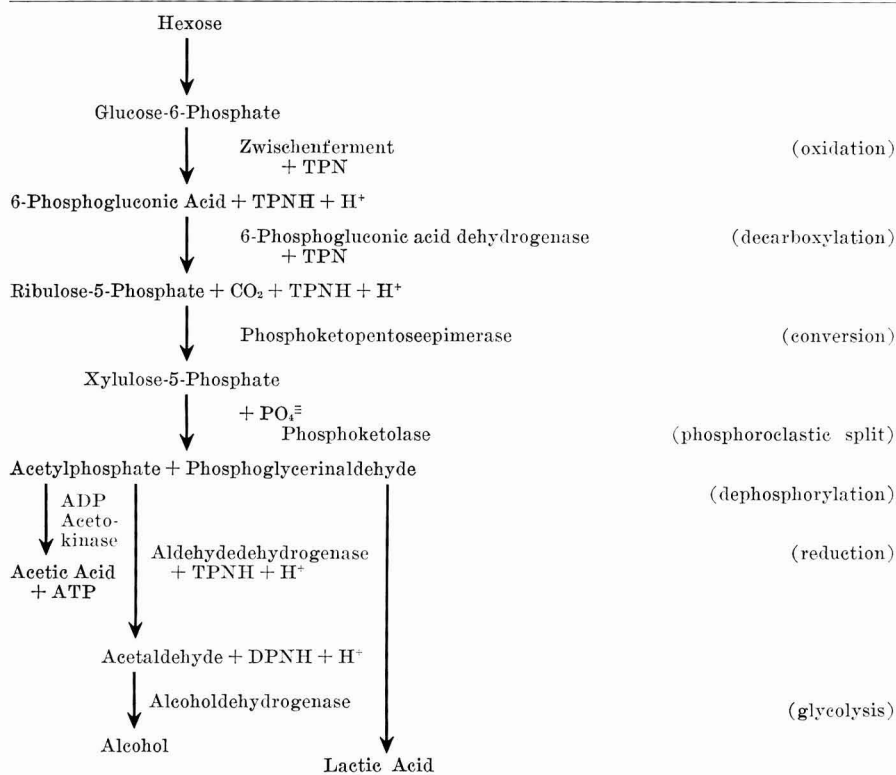 Hexose
Glucose-6-Phosphate
Zwischenferment (oxidation)
+ TPN
6-Phosphogluconic Acid + TPNH + H⁺
6-Phosphogluconic acid dehydrogenase (decarboxylation)
+ TPN
Ribulose-5-Phosphate + CO₂ + TPNH + H⁺
Phosphoketopentoseepimerase (conversion)
Xylulose-5-Phosphate
+ PO₄≡
Phosphoketolase (phosphoroclastic split)
Acetylphosphate + Phosphoglycerinaldehyde
ADP (dephosphorylation)
Aceto-
kinase
Aldehydedehydrogenase (reduction)
+ TPNH + H⁺
Acetic Acid
+ ATP
Acetaldehyde + DPNH + H⁺
Alcoholdehydrogenase (glycolysis)
Alcohol
Lactic Acid